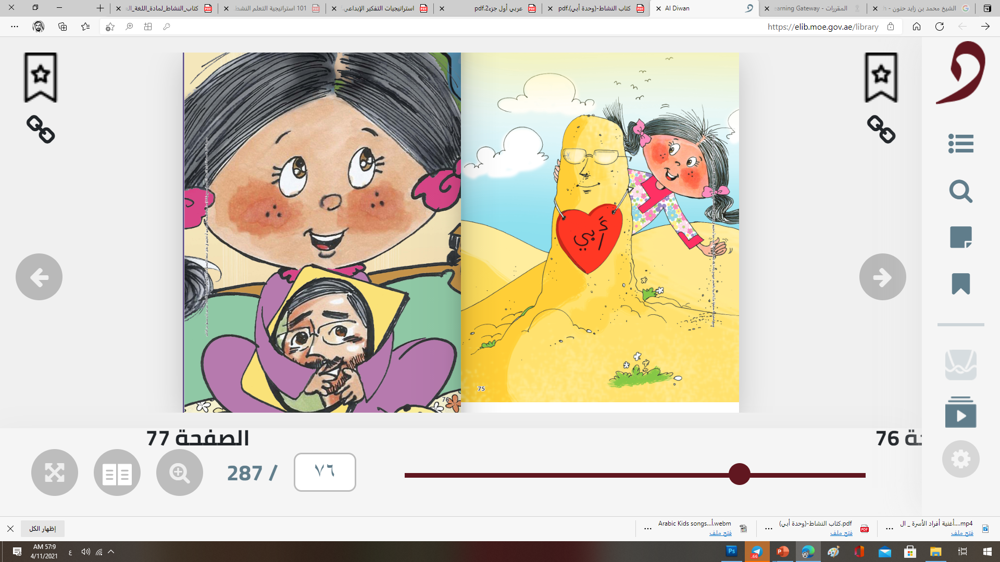 كتاب_النشاط_لمادة_اللغة_الع
101 استراتيجية التعلم النشط
استراتيجيات التفكير الإبداعي.
عربي أول جزء2.pdf
كتاب النشاط-(وحدة أبي).pdf
Al Diwan
المقررات - earning Gateway
الشيخ محمد بن زايد حنون - h
https://elib.moe.gov.ae/library
أَبي
75
76
الصفحة 77
ة 76
287 /
٧٦
إظهار الكل
Arabic Kids songs...أ.webm
فتح ملف
كتاب النشاط-(وحدة أبي).pdf
فتح ملف
أغنية أفراد الأسرة _ ال....mp4
فتح ملف
AM 57:9
4/11/2021
ع
.66